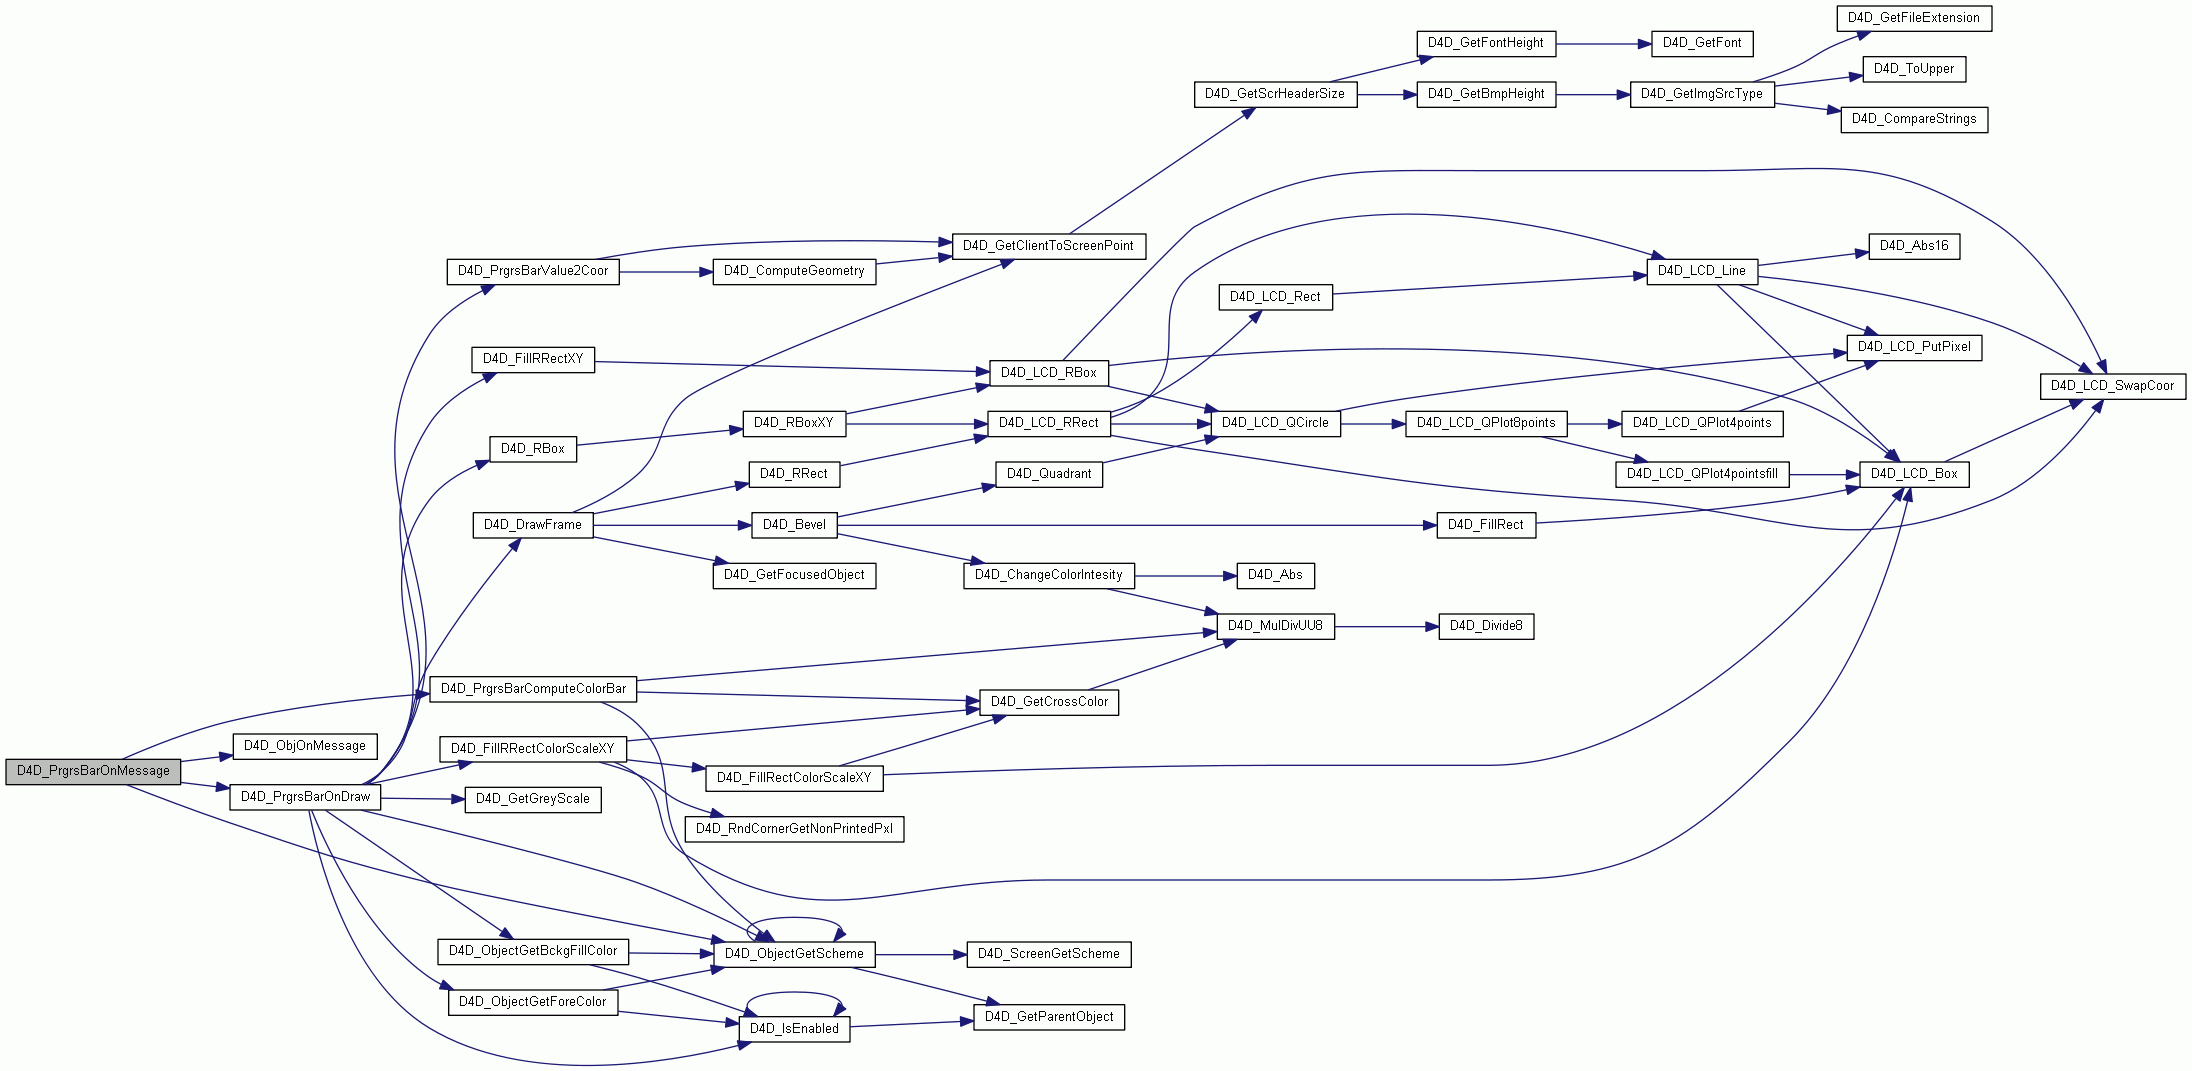 D4D_GetFileExtension
D4D_GetFontHeight
D4D_GetFont
D4D_ToUpper
D4D_GetScrHeaderSize
D4D_GetBmpHeight
D4D_GetImgSrcType
D4D_CompareStrings
D4D_GetClientToScreenPoint
D4D_Abs16
D4D_PrgrsBarValue2Coor
D4D_ComputeGeometry
D4D_LCD_Line
D4D_LCD_Rect
D4D_LCD_PutPixel
D4D_FillRRectXY
D4D_LCD_RBox
D4D_LCD_SwapCoor
D4D_RBoxXY
D4D_LCD_RRect
D4D_LCD_QCircle
D4D_LCD_QPlot8points
D4D_LCD_QPlot4points
D4D_RBox
D4D_RRect
D4D_Quadrant
D4D_LCD_QPlot4pointsfill
D4D_LCD_Box
D4D_DrawFrame
D4D_Bevel
D4D_FillRect
D4D_GetFocusedObject
D4D_ChangeColorIntesity
D4D_Abs
D4D_MulDivUU8
D4D_Divide8
D4D_PrgrsBarComputeColorBar
D4D_GetCrossColor
D4D_ObjOnMessage
D4D_FillRRectColorScaleXY
D4D_PrgrsBarOnMessage
D4D_FillRectColorScaleXY
D4D_PrgrsBarOnDraw
D4D_GetGreyScale
D4D_RndCornerGetNonPrintedPxl
D4D_ObjectGetBckgFillColor
D4D_ObjectGetScheme
D4D_ScreenGetScheme
D4D_ObjectGetForeColor
D4D_GetParentObject
D4D_IsEnabled